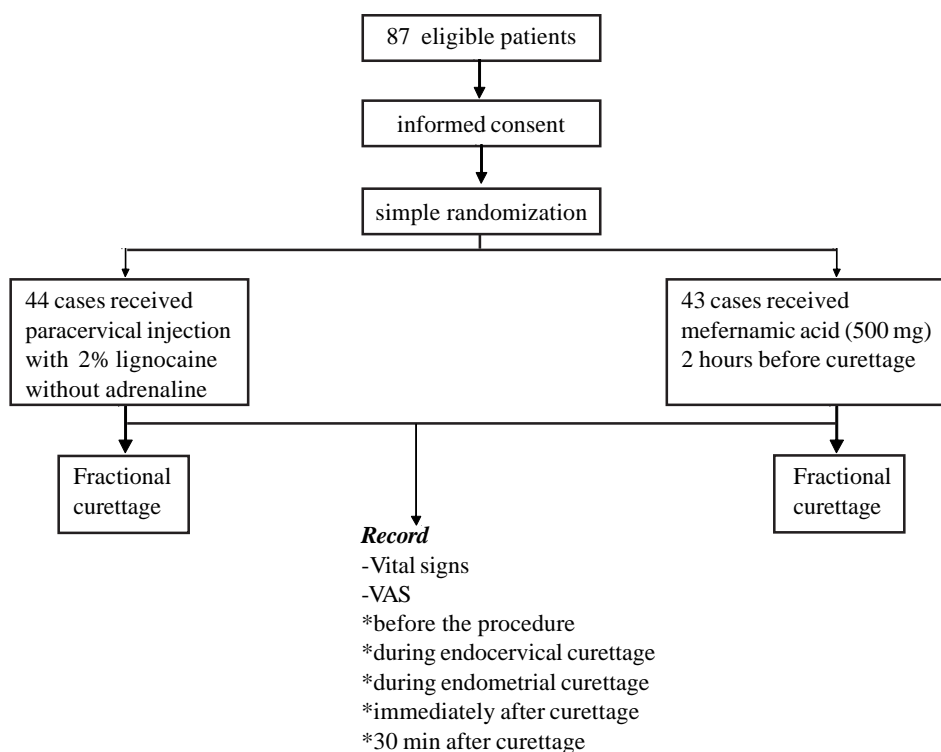 87 eligible patients
informed consent
simple randomization
44 cases received
paracervical injection
with 2% lignocaine
without adrenaline
43 cases received
mefernamic acid (500 mg)
2 hours before curettage
Fractional
curettage
Fractional
curettage
Record
-Vital signs
-VAS
*before the procedure
*during endocervical curettage
*during endometrial curettage
*immediately after curettage
*30 min after curettage